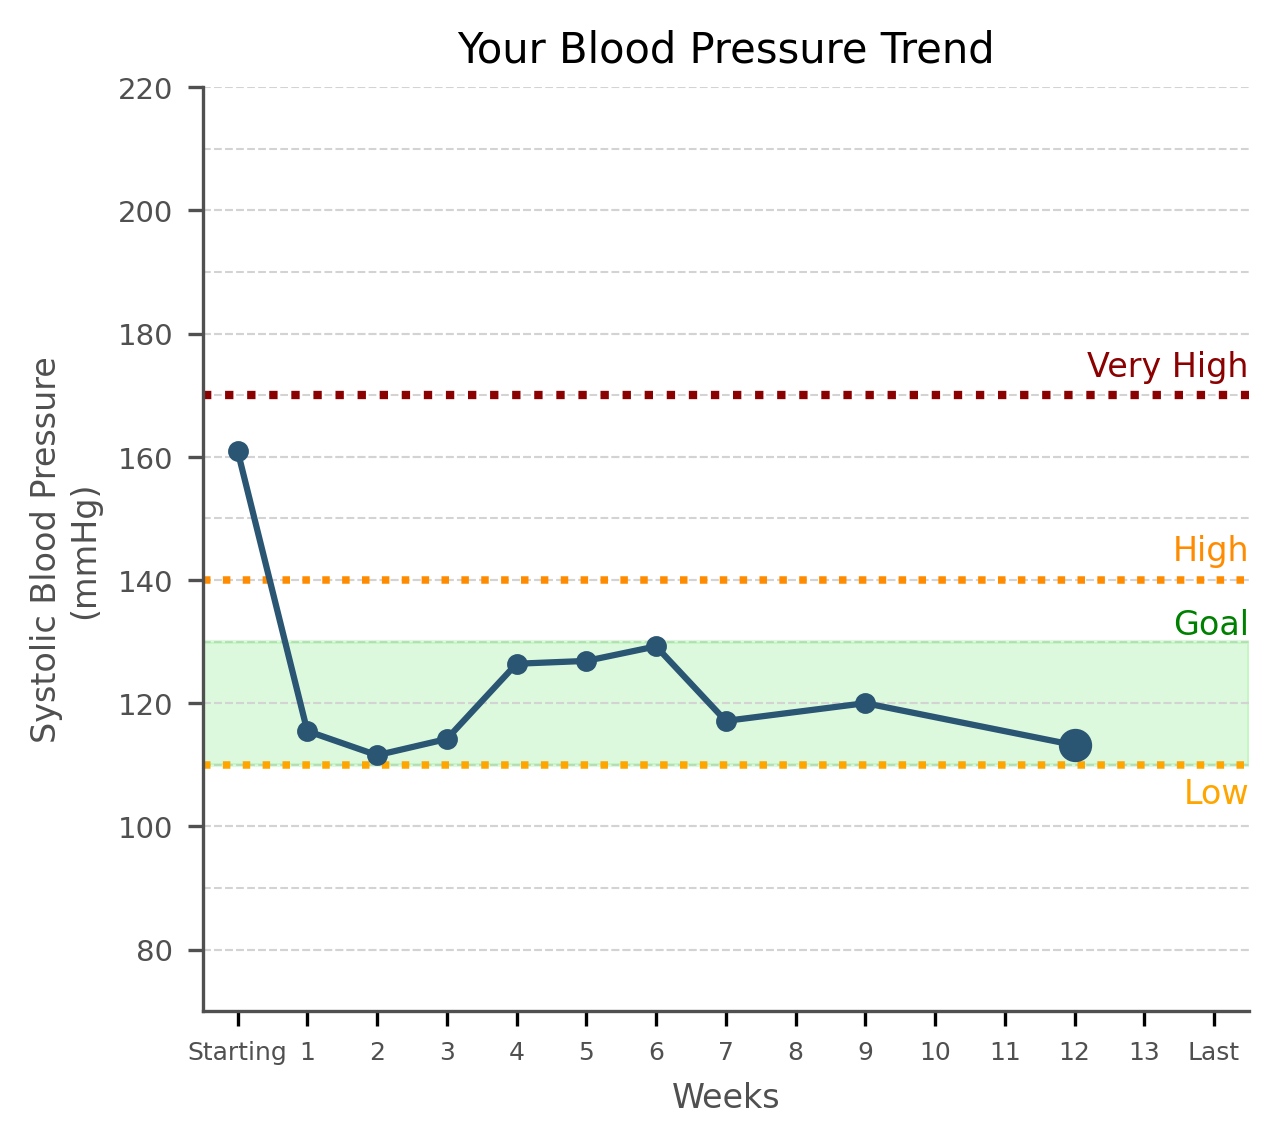 Your Blood Pressure Trend
220
200
180
160
140
120
100
80
Systolic Blood Pressure
(mmHg)
Very High
High
Goal
Low
Starting 1 2 3 4 5 6 7 8 9 10 11 12 13 Last
Weeks